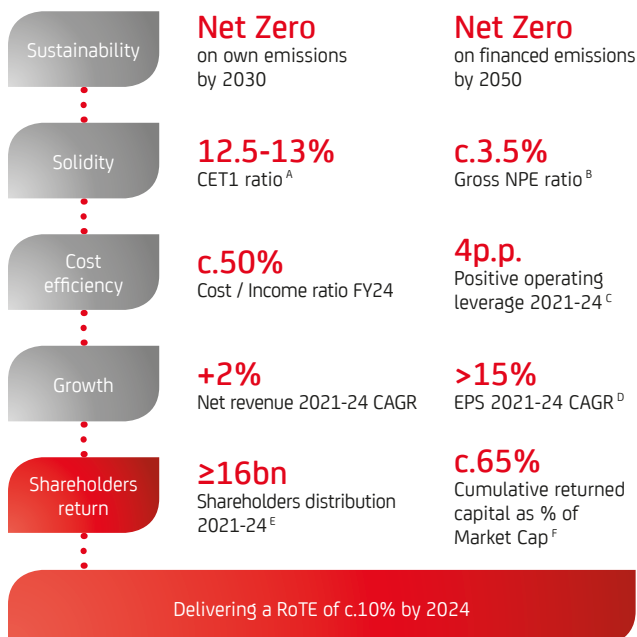 Sustainability
Net Zero
on own emissions
by 2030
Net Zero
on financed emissions
by 2050
Solidity
12.5-13%
CET1 ratio A
c.3.5%
Gross NPE ratio B
Cost
efficiency
c.50%
Cost / Income ratio FY24
4p.p.
Positive operating
leverage 2021-24 C
Growth
+2%
Net revenue 2021-24 CAGR
>15%
EPS 2021-24 CAGR D
Shareholders
return
≥16bn
Shareholders distribution
2021-24 E
c.65%
Cumulative returned
capital as % of
Market Cap F
Delivering a RoTE of c.10% by 2024